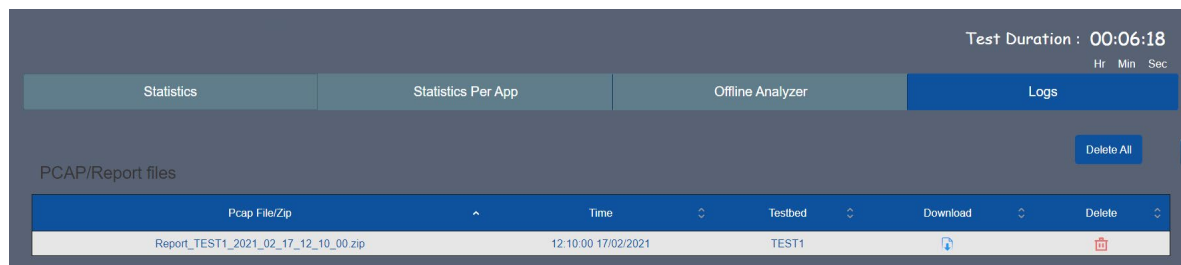 Test Duration : 00:06:18
Hr Min Sec
Statistics Statistics Per App Offline Analyzer Logs
Delete All
PCAP/Report files
Pcap File/Zip Time Testbed Download Delete
Report_TEST1_2021_02_17_12_10_00.zip 12:10:00 17/02/2021 TEST1